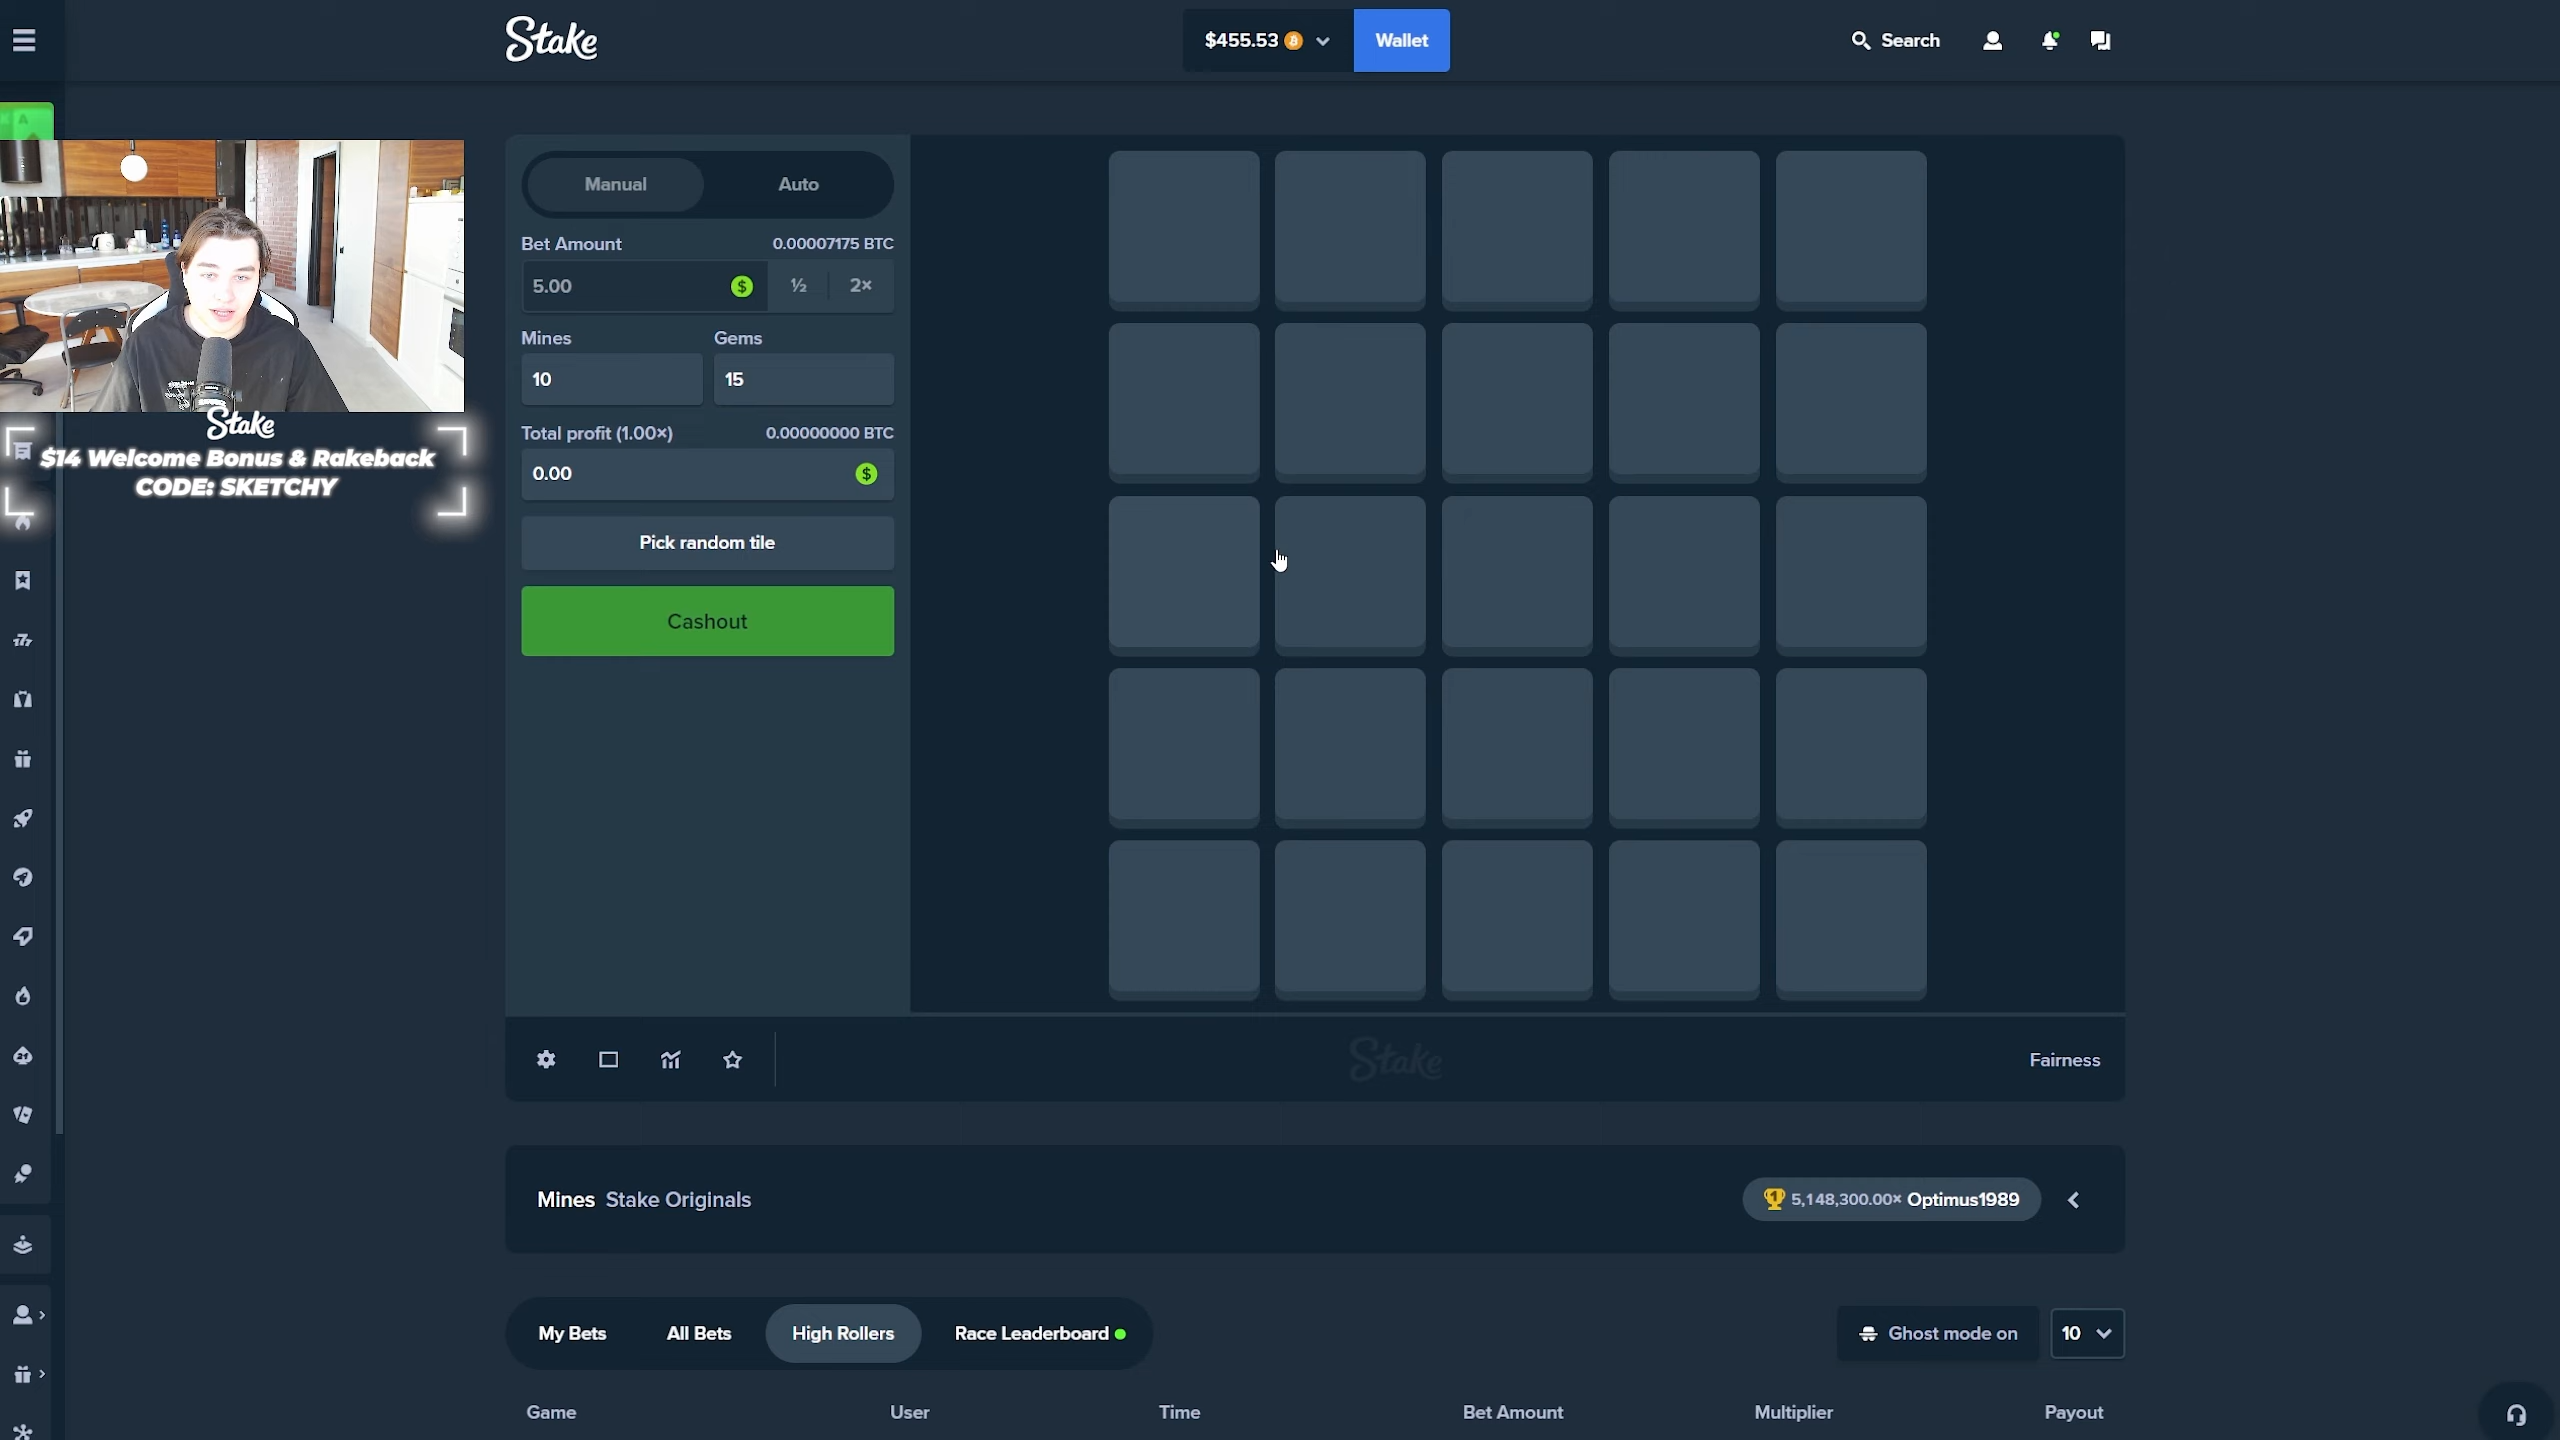 Stake
$455.53
Wallet
Search
Manual
Auto
Bet Amount
0.00007175 BTC
5.00
½
2×
Mines
Gems
10
15
Total profit (1.00×)
0.00000000 BTC
0.00
Pick random tile
Cashout
Stake
$14 Welcome Bonus & Rakeback
CODE: SKETCHY
Stake
Fairness
Mines Stake Originals
5,148,300.00× Optimus1989
My Bets
All Bets
High Rollers
Race Leaderboard
Ghost mode on
10
Game
User
Time
Bet Amount
Multiplier
Payout